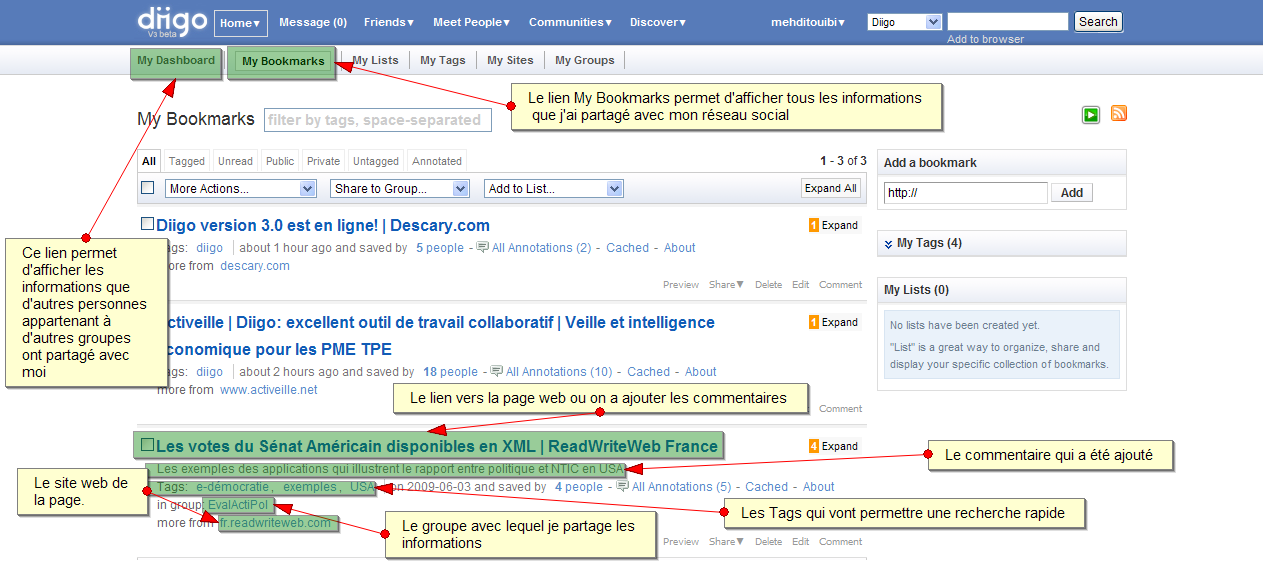 diigo
V3 beta
Home▾ Message (0) Friends▾ Meet People▾ Communities▾ Discover▾ mehditouibi▾ Diigo Search
Add to browser
My Dashboard My Bookmarks My Lists My Tags My Sites My Groups
Le lien My Bookmarks permet d'afficher tous les informations
que j'ai partagé avec mon réseau social
My Bookmarks filter by tags, space-separated
All Tagged Unread Public Private Untagged Annotated 1 - 3 of 3
More Actions... Share to Group... Add to List... Expand All
Add a bookmark
http:// Add
My Tags (4)
My Lists (0)
No lists have been created yet.
"List" is a great way to organize, share and
display your specific collection of bookmarks.
Diigo version 3.0 est en ligne! | Descary.com 1 Expand
gs: diigo about 1 hour ago and saved by 5 people - All Annotations (2) - Cached - About
ore from descary.com
Preview Share▾ Delete Edit Comment
Ce lien permet
d'afficher les
informations que
d'autres personnes
appartenant à
d'autres groupes
ont partagé avec
moi
ctiveille | Diigo: excellent outil de travail collaboratif | Veille et intelligence 1 Expand
conomique pour les PME TPE
gs: diigo about 2 hours ago and saved by 18 people - All Annotations (10) - Cached - About
more from www.activeille.net
Comment
Le lien vers la page web ou on a ajouter les commentaires
Les votes du Sénat Américain disponibles en XML | ReadWriteWeb France 4 Expand
Les exemples des applications qui illustrent le rapport entre politique et NTIC en USA
Le commentaire qui a été ajouté
Tags: e-démocratie, exemples, USA on 2009-06-03 and saved by 4 people - All Annotations (5) - Cached - About
Le site web de
la page.
in group: EvalActiPol
Les Tags qui vont permettre une recherche rapide
more from fr.readwriteweb.com
Le groupe avec lequel je partage les
informations
Preview Share▾ Delete Edit Comment